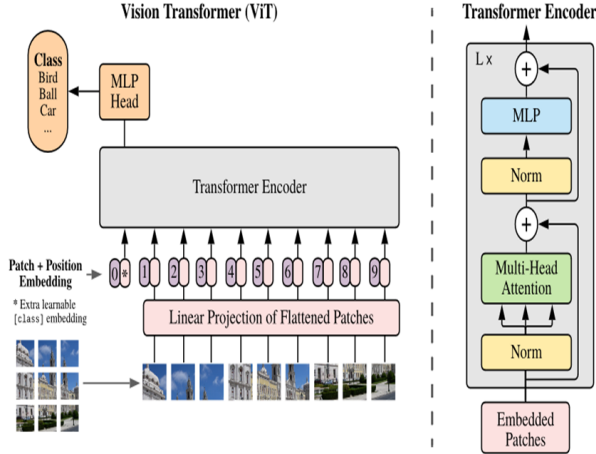 Vision Transformer (ViT)
Class
Bird
Ball
Car
...
MLP
Head
Transformer Encoder
Patch + Position
Embedding
0 * 1 2 3 4 5 6 7 8 9
* Extra learnable
[class] embedding
Linear Projection of Flattened Patches
Transformer Encoder
L x
+
MLP
Norm
+
Multi-Head
Attention
Norm
Embedded
Patches